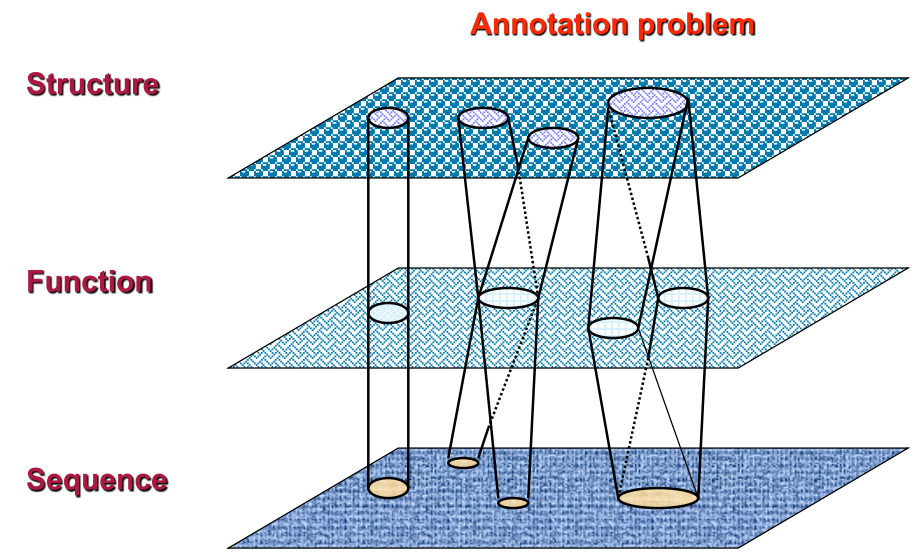 Annotation problem
Structure
Function
Sequence